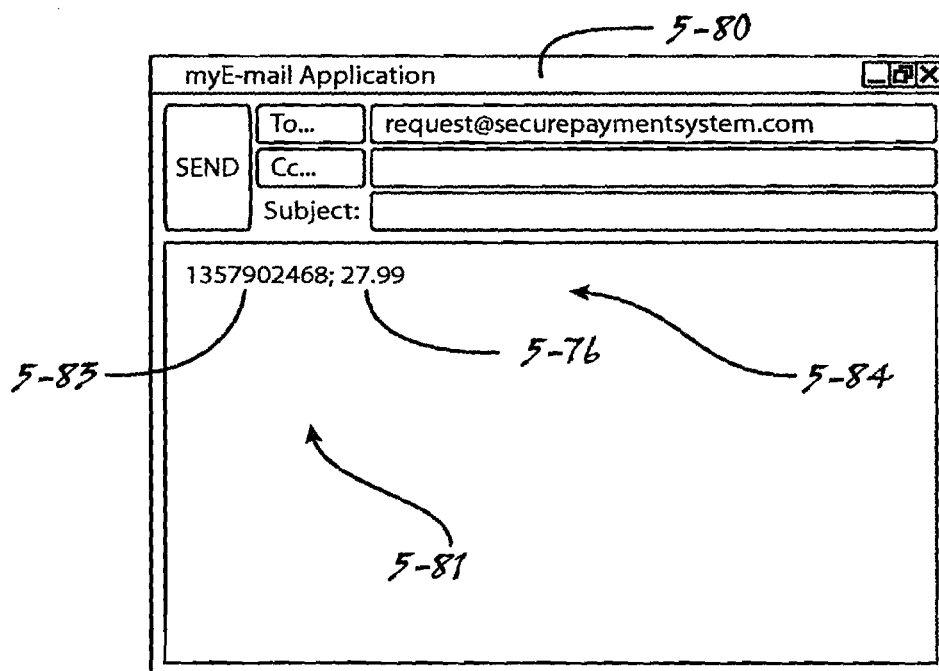 5-80
myE-mail Application
To... request@securepaymentsystem.com
SEND Cc...
Subject:
1357902468; 27.99
5-83 5-76 5-84
5-81